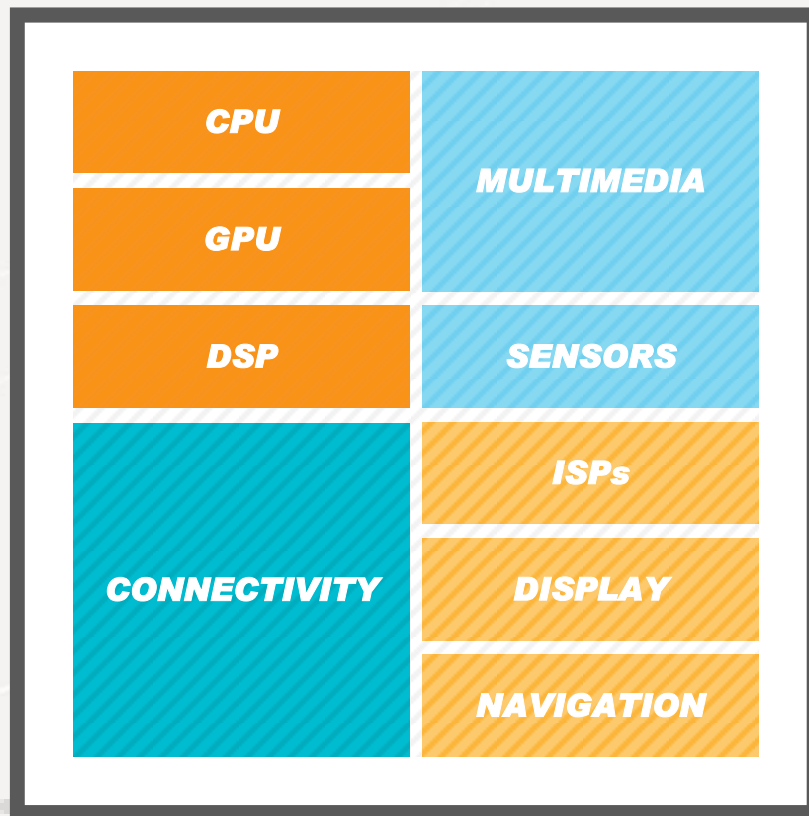 CPU
GPU
DSP
CONNECTIVITY
MULTIMEDIA
SENSORS
ISPs
DISPLAY
NAVIGATION